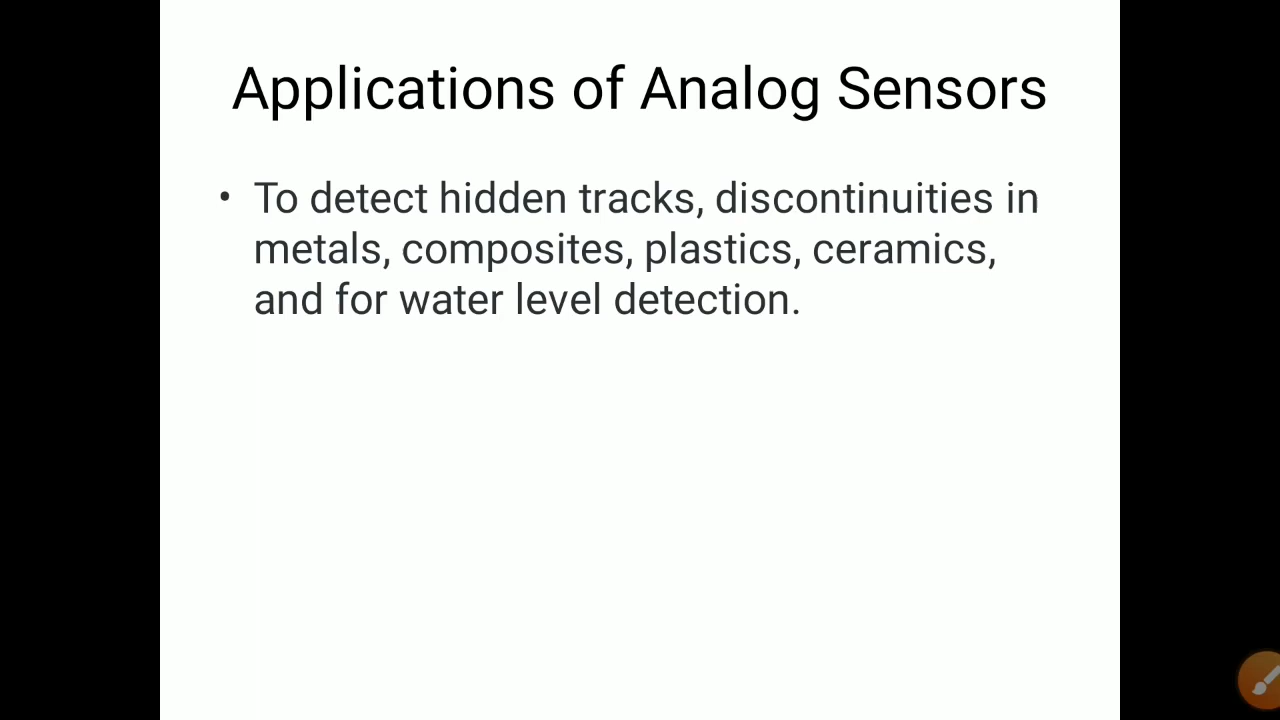 Applications of Analog Sensors
• To detect hidden tracks, discontinuities in
metals, composites, plastics, ceramics,
and for water level detection.